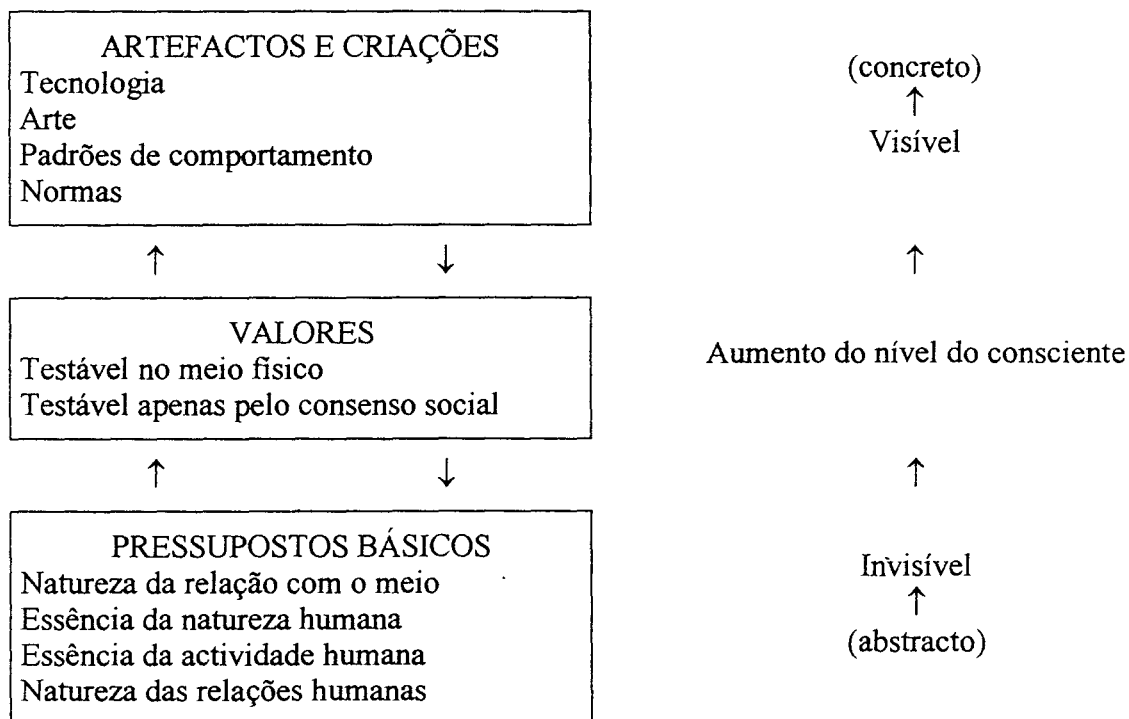 ARTEFACTOS E CRIAÇÕES
Tecnologia
Arte
Padrões de comportamento
Normas
(concreto)
↑
Visível
↑ ↓ ↑
VALORES
Testável no meio físico
Testável apenas pelo consenso social
Aumento do nível do consciente
↑ ↓ ↑
PRESSUPOSTOS BÁSICOS
Natureza da relação com o meio
Essência da natureza humana
Essência da actividade humana
Natureza das relações humanas
Invisível
↑
(abstracto)